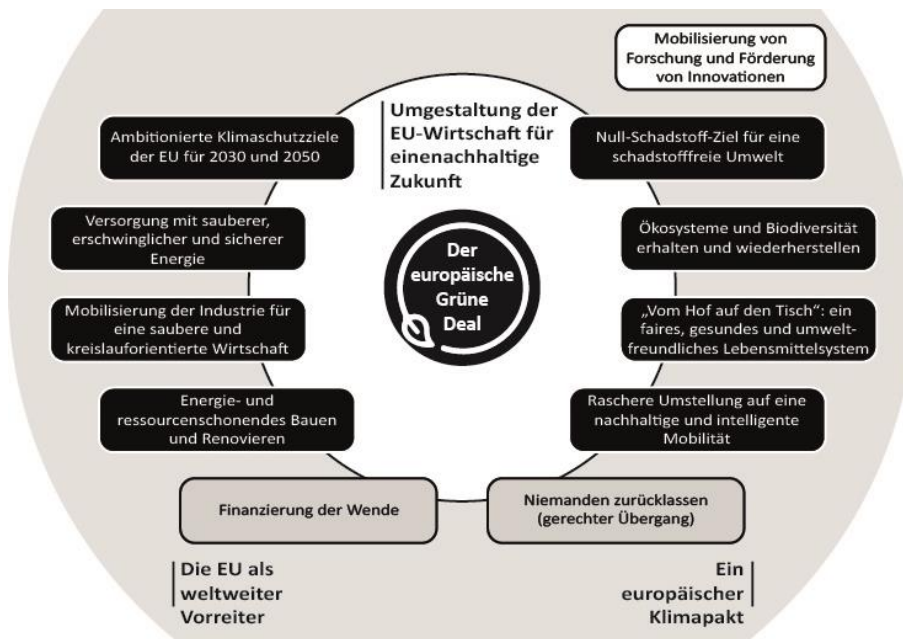 Mobilisierung von
Forschung und Förderung
von Innovationen
Umgestaltung der
EU-Wirtschaft für
einenachhaltige
Zukunft
Ambitionierte Klimaschutzziele
der EU für 2030 und 2050
Null-Schadstoff-Ziel für eine
schadstofffreie Umwelt
Versorgung mit sauberer,
erschwinglicher und sicherer
Energie
Ökosysteme und Biodiversität
erhalten und wiederherstellen
Der
europäische
Grüne
Deal
Mobilisierung der Industrie für
eine saubere und
kreislauforientierte Wirtschaft
„Vom Hof auf den Tisch“: ein
faires, gesundes und umwelt-
freundliches Lebensmittelsystem
Energie- und
ressourcenschonendes Bauen
und Renovieren
Raschere Umstellung auf eine
nachhaltige und intelligente
Mobilität
Finanzierung der Wende
Niemanden zurücklassen
(gerechter Übergang)
Die EU als
weltweiter
Vorreiter
Ein
europäischer
Klimapakt